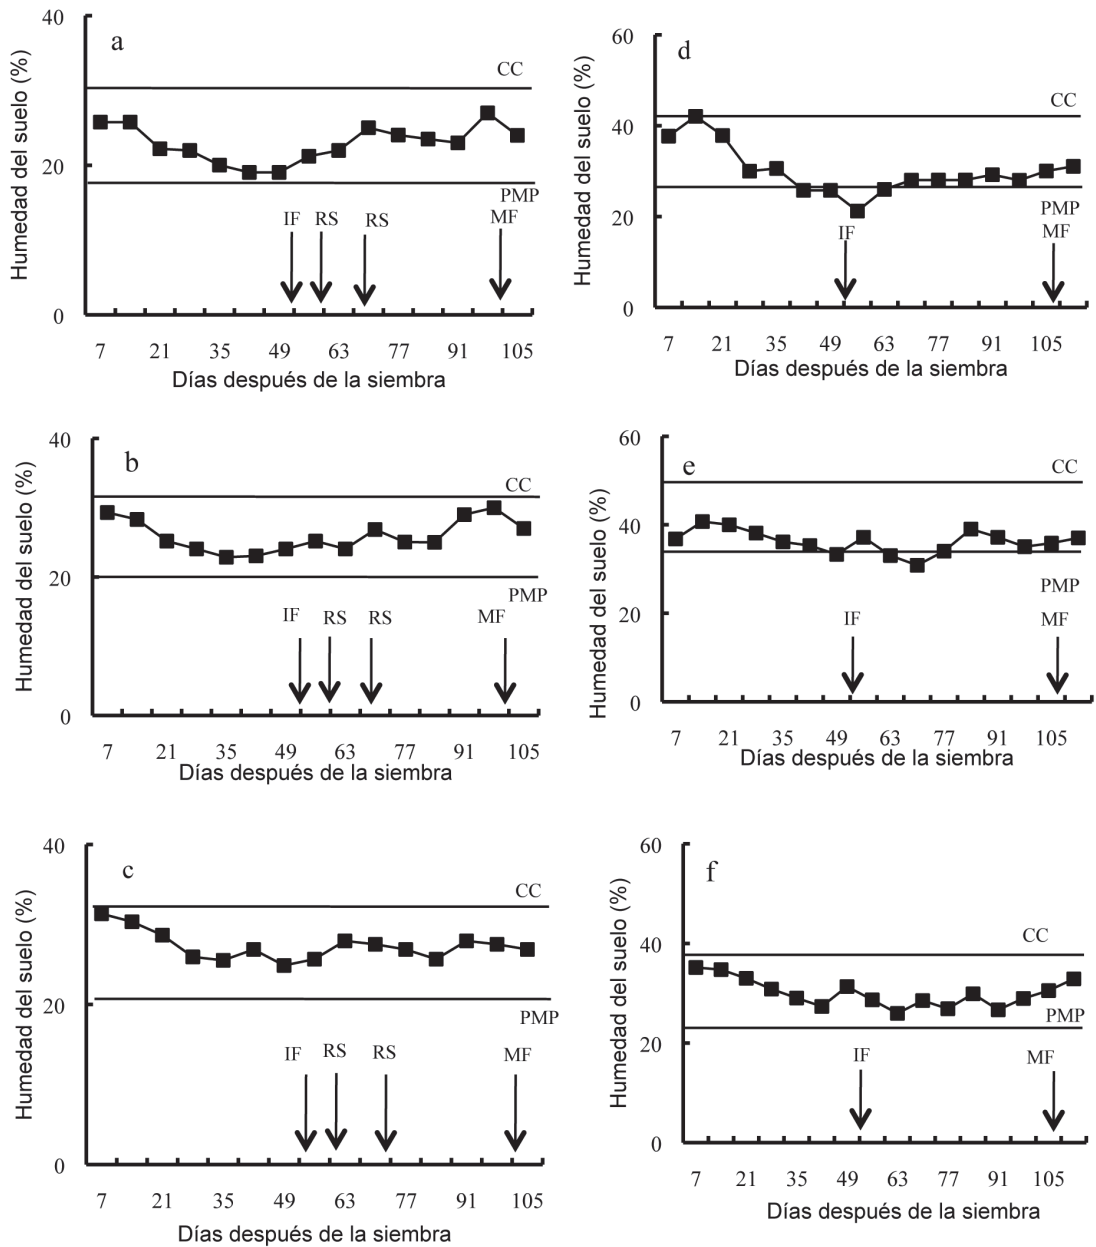 40
a
CC
20
PMP
IF RS RS MF
0
7 21 35 49 63 77 91 105
Días después de la siembra
Humedad del suelo (%)
60
d
CC
40
20
PMP
IF MF
0
7 21 35 49 63 77 91 105
Días después de la siembra
Humedad del suelo (%)
40
b
CC
20
PMP
IF RS RS MF
0
7 21 35 49 63 77 91 105
Días después de la siembra
Humedad del suelo (%)
60
e
CC
40
PMP
20
IF MF
0
7 21 35 49 63 77 91 105
Días después de la siembra
Humedad del suelo (%)
40
c
CC
20
PMP
IF RS RS MF
0
7 21 35 49 63 77 91 105
Días después de la siembra
Humedad del suelo (%)
60
f
CC
40
PMP
20
IF MF
0
7 21 35 49 63 77 91 105
Días después de la siembra
Humedad del suelo (%)